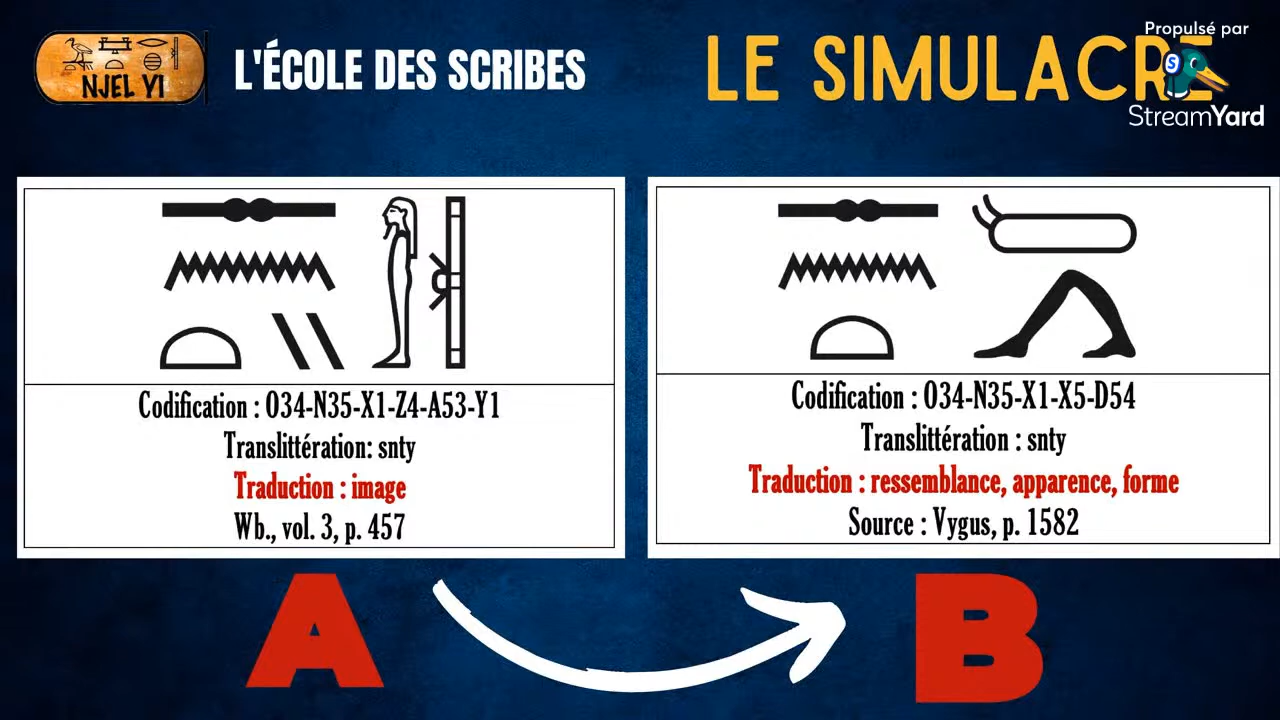 NJEL YI
L'ÉCOLE DES SCRIBES
LE SIMULACRE
Propulsé par
StreamYard
Codification : O34-N35-X1-Z4-A53-Y1
Translittération: snty
Traduction : image
Wb., vol. 3, p. 457
Codification : O34-N35-X1-X5-D54
Translittération : snty
Traduction : ressemblance, apparence, forme
Source : Vygus, p. 1582
A
B